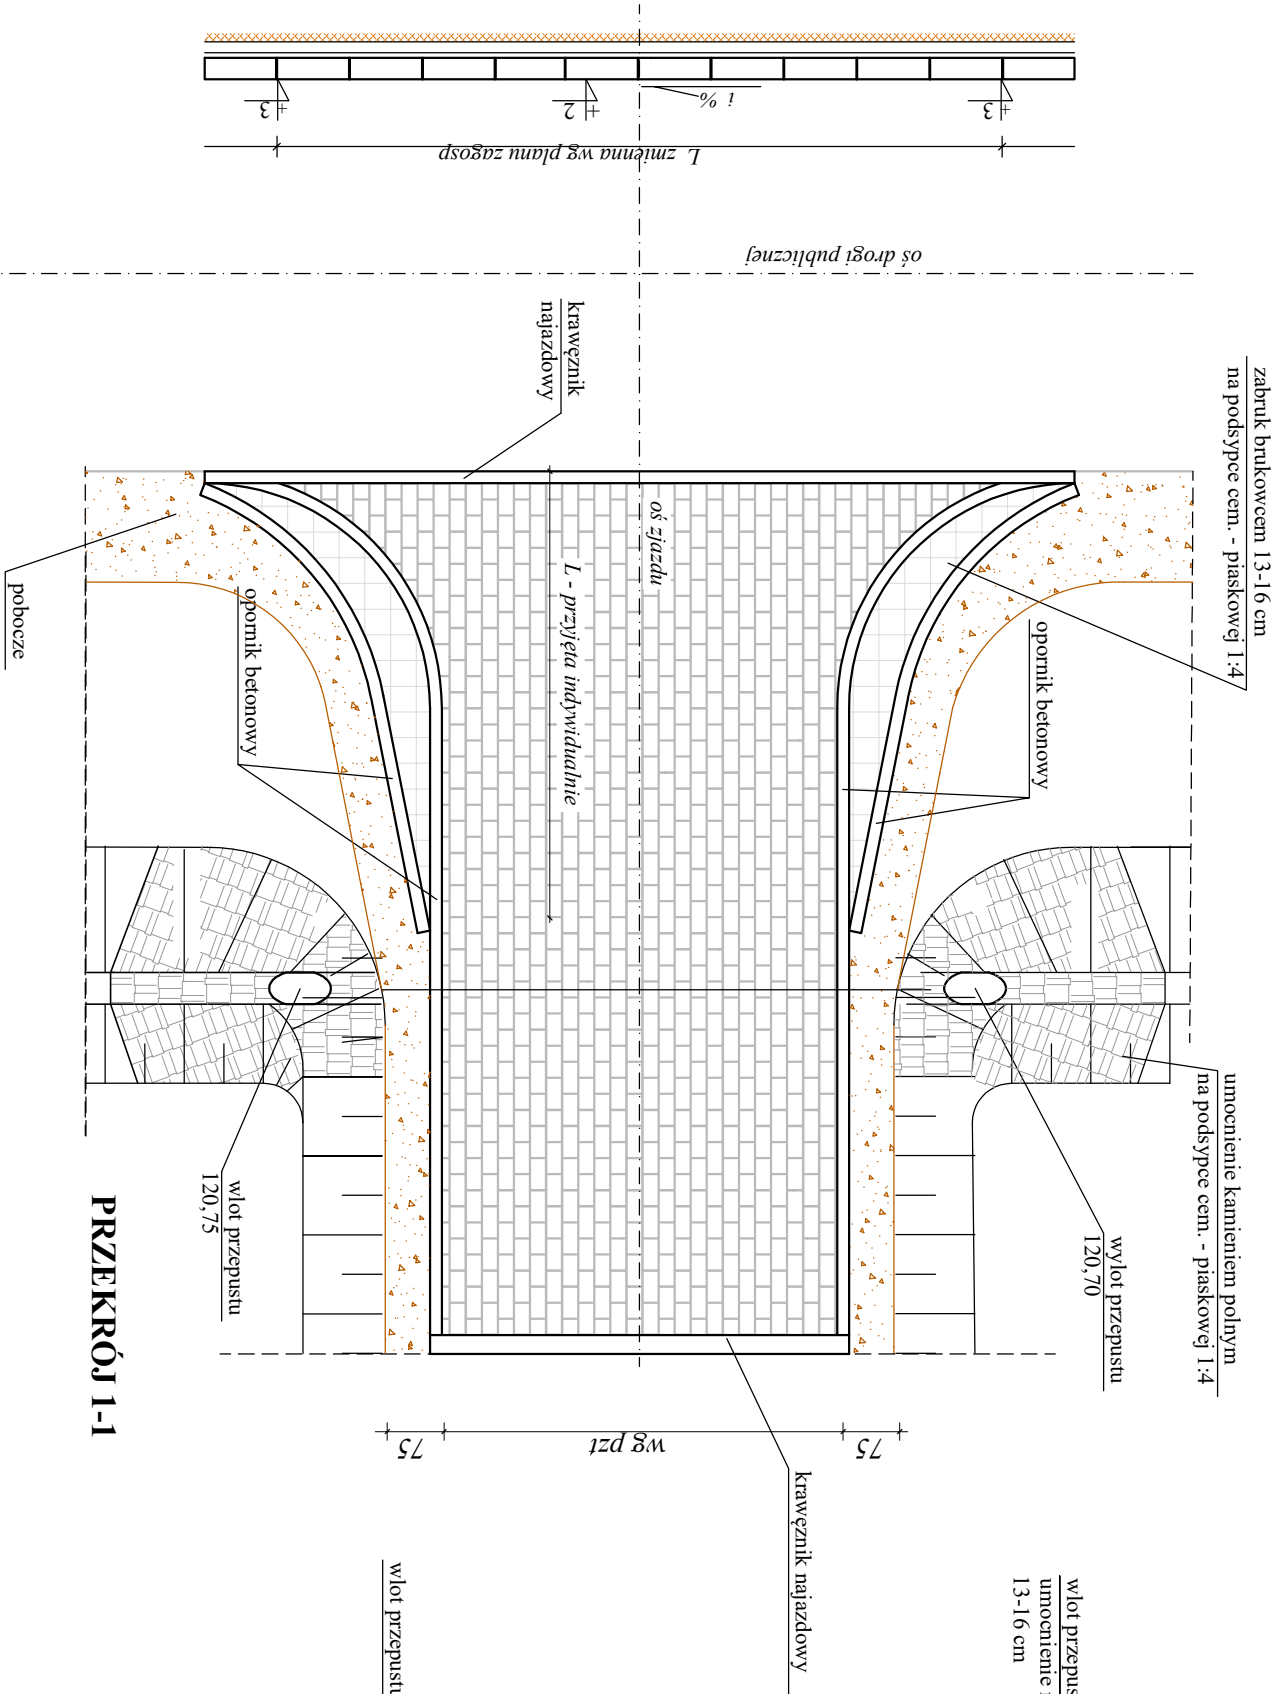 + 3
+ 2
i %
+ 3
L zmienna wg planu zagosp
oś drogi publicznej
krawężnik
najazdowy
zabruk brukowcem 13-16 cm
na podsypce cem. - piaskowej 1:4
oś zjazdu
L - przyjęta indywidualnie
opornik betonowy
opornik betonowy
pobocze
umocnienie kamieniem polnym
na podsypce cem. - piaskowej 1:4
wylot przepustu
120,70
wlot przepustu
120,75
PRZEKRÓJ 1-1
75
wg pzt
75
krawężnik najazdowy
wlot przepustu
wlot przepus
umocnienie
13-16 cm